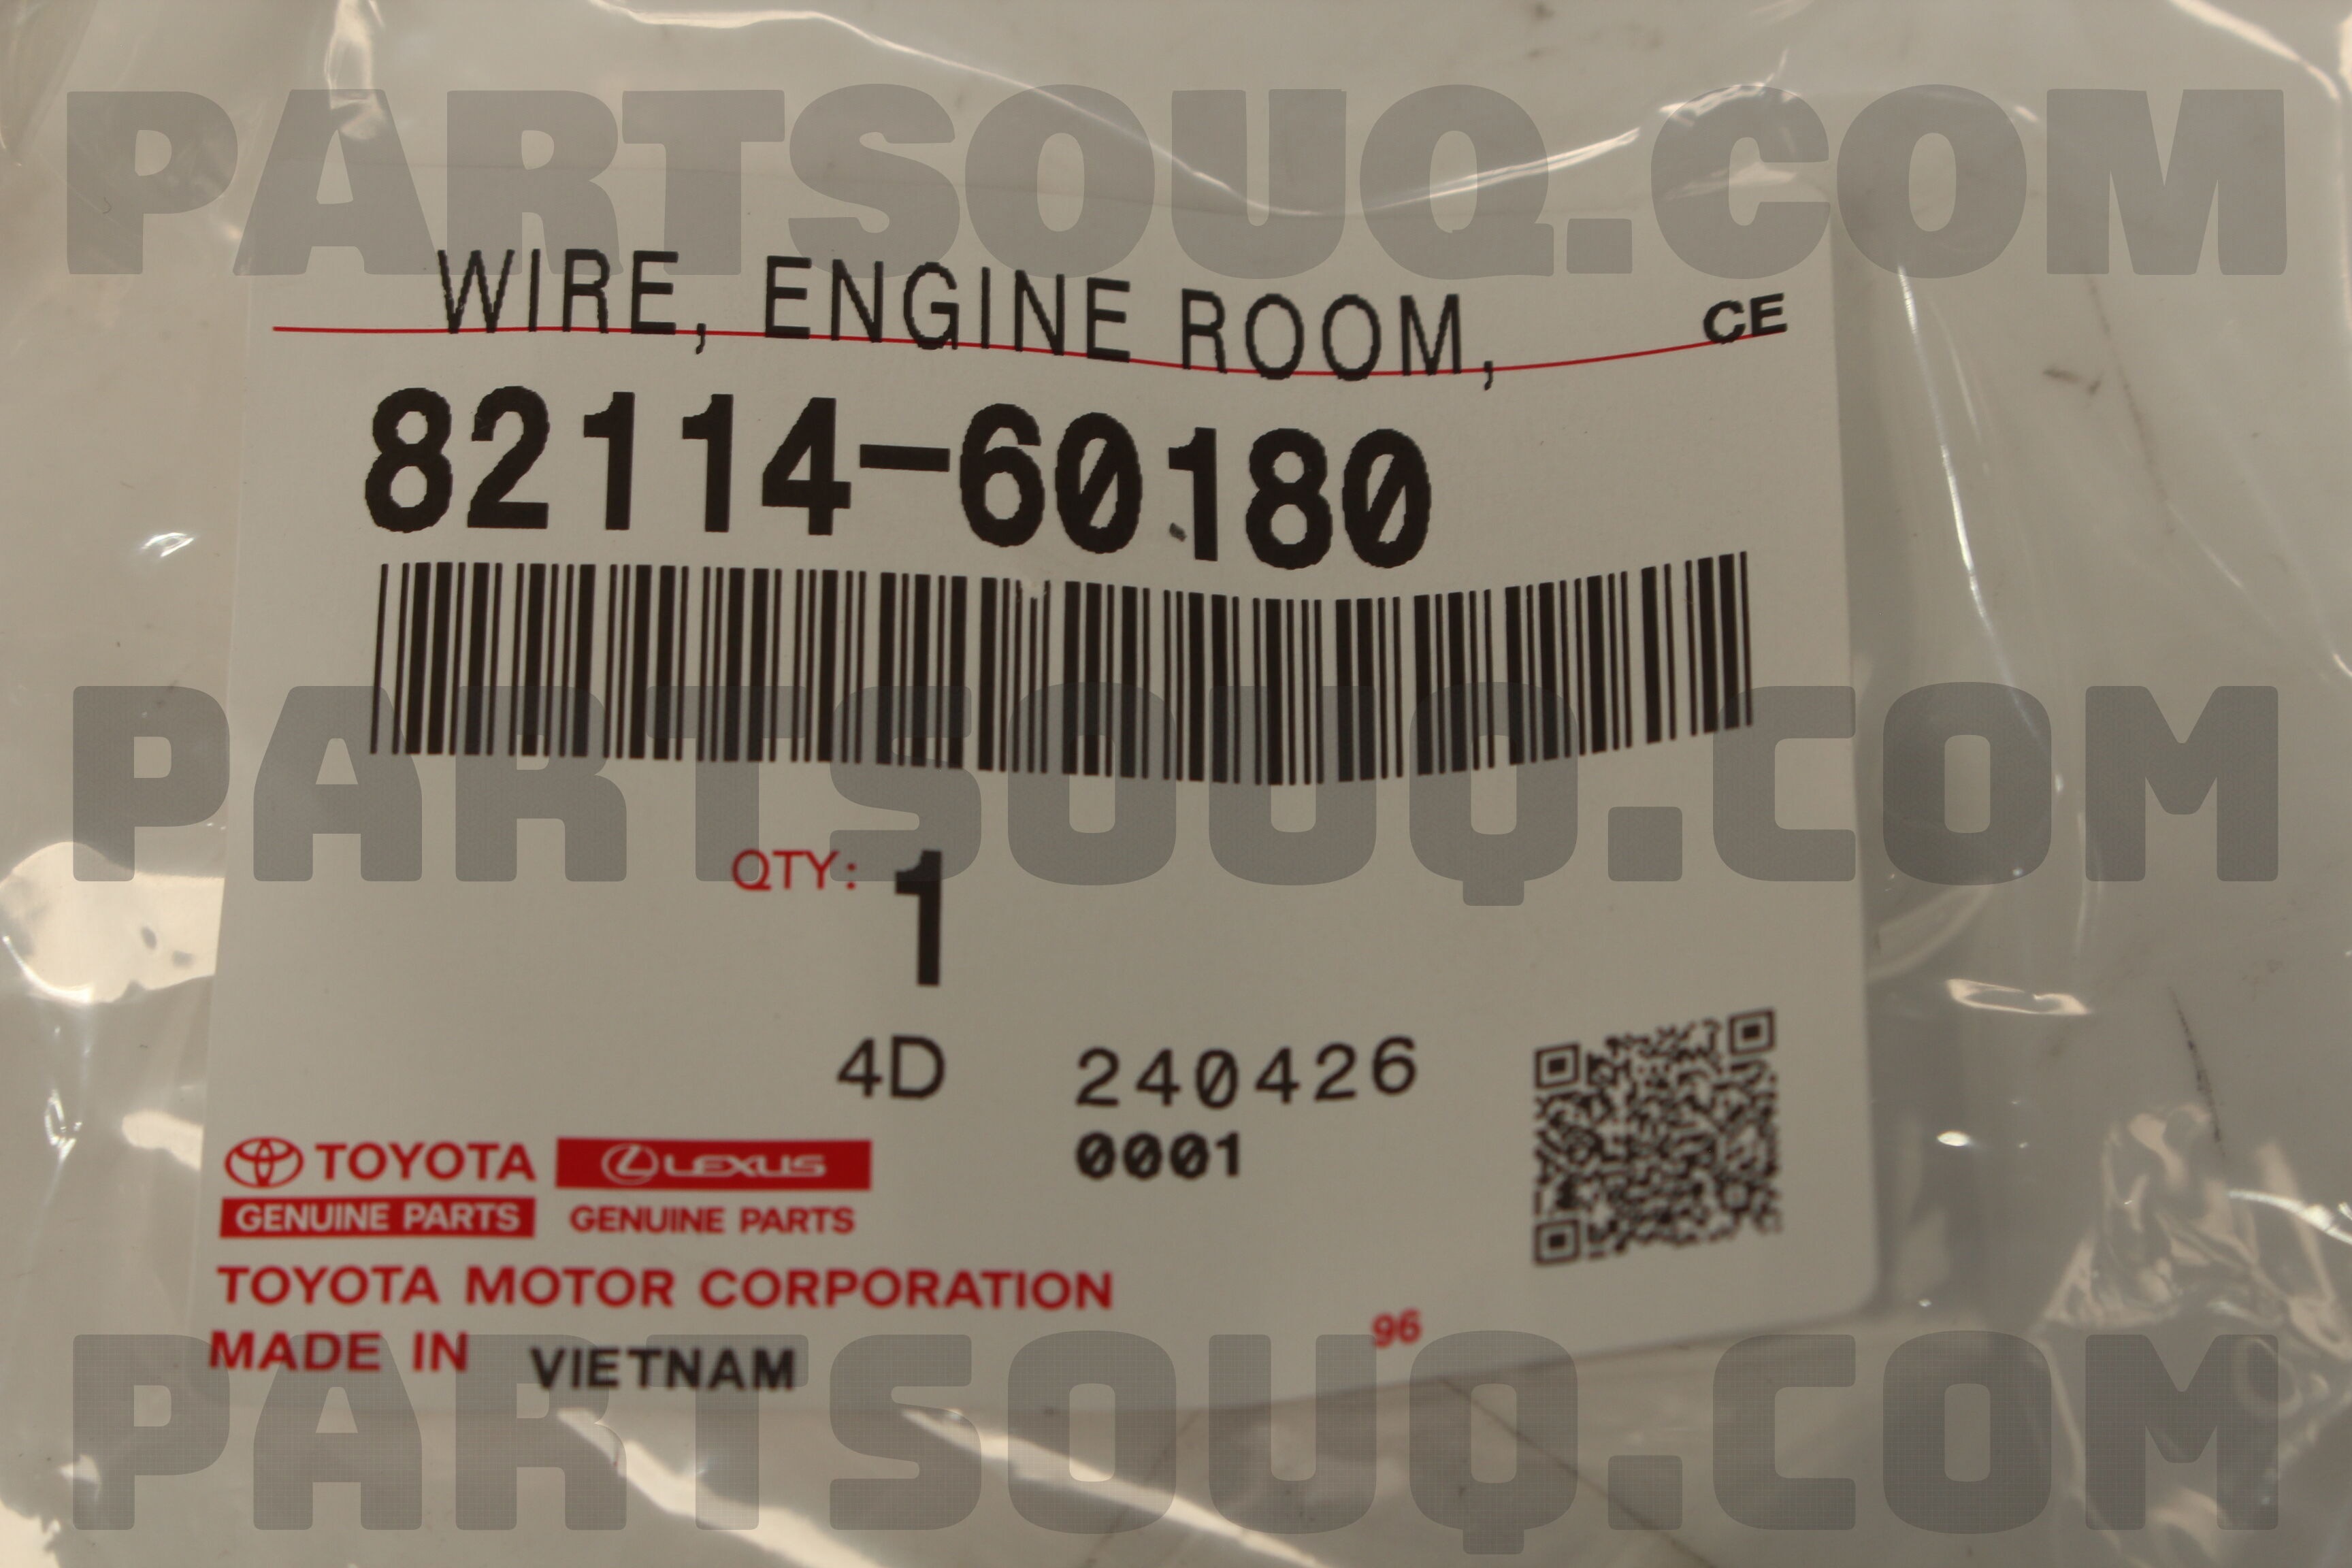 PARTSOUQ.COM
WIRE, ENGINE ROOM,
CE
82114-60180
PARTSOUQ.COM
QTY: 1
4D 240426
0001
TOYOTA LEXUS
GENUINE PARTS GENUINE PARTS
TOYOTA MOTOR CORPORATION
96
MADE IN VIETNAM
PARTSOUQ.COM